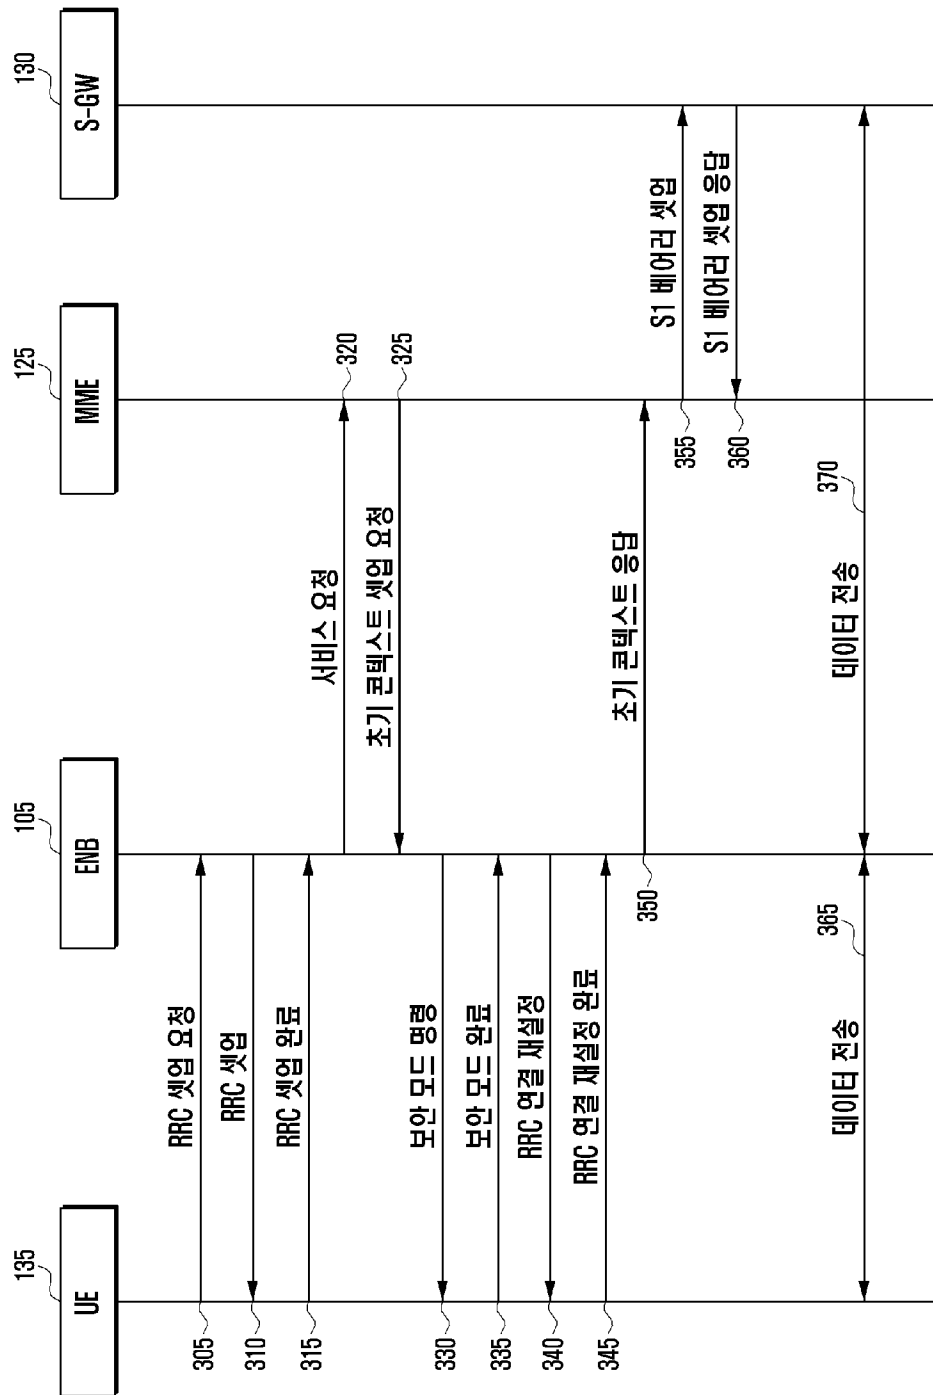 135
UE
105
ENB
125
MME
130
S-GW
305
RRC 셋업 요청
310
RRC 셋업
315
RRC 셋업 완료
서비스 요청
320
초기 콘텍스트 셋업 요청
325
330
보안 모드 명령
335
보안 모드 완료
340
RRC 연결 재설정
345
RRC 연결 재설정 완료
350
초기 콘텍스트 응답
355
S1 베어러 셋업
360
S1 베어러 셋업 응답
데이터 전송
365
데이터 전송
370